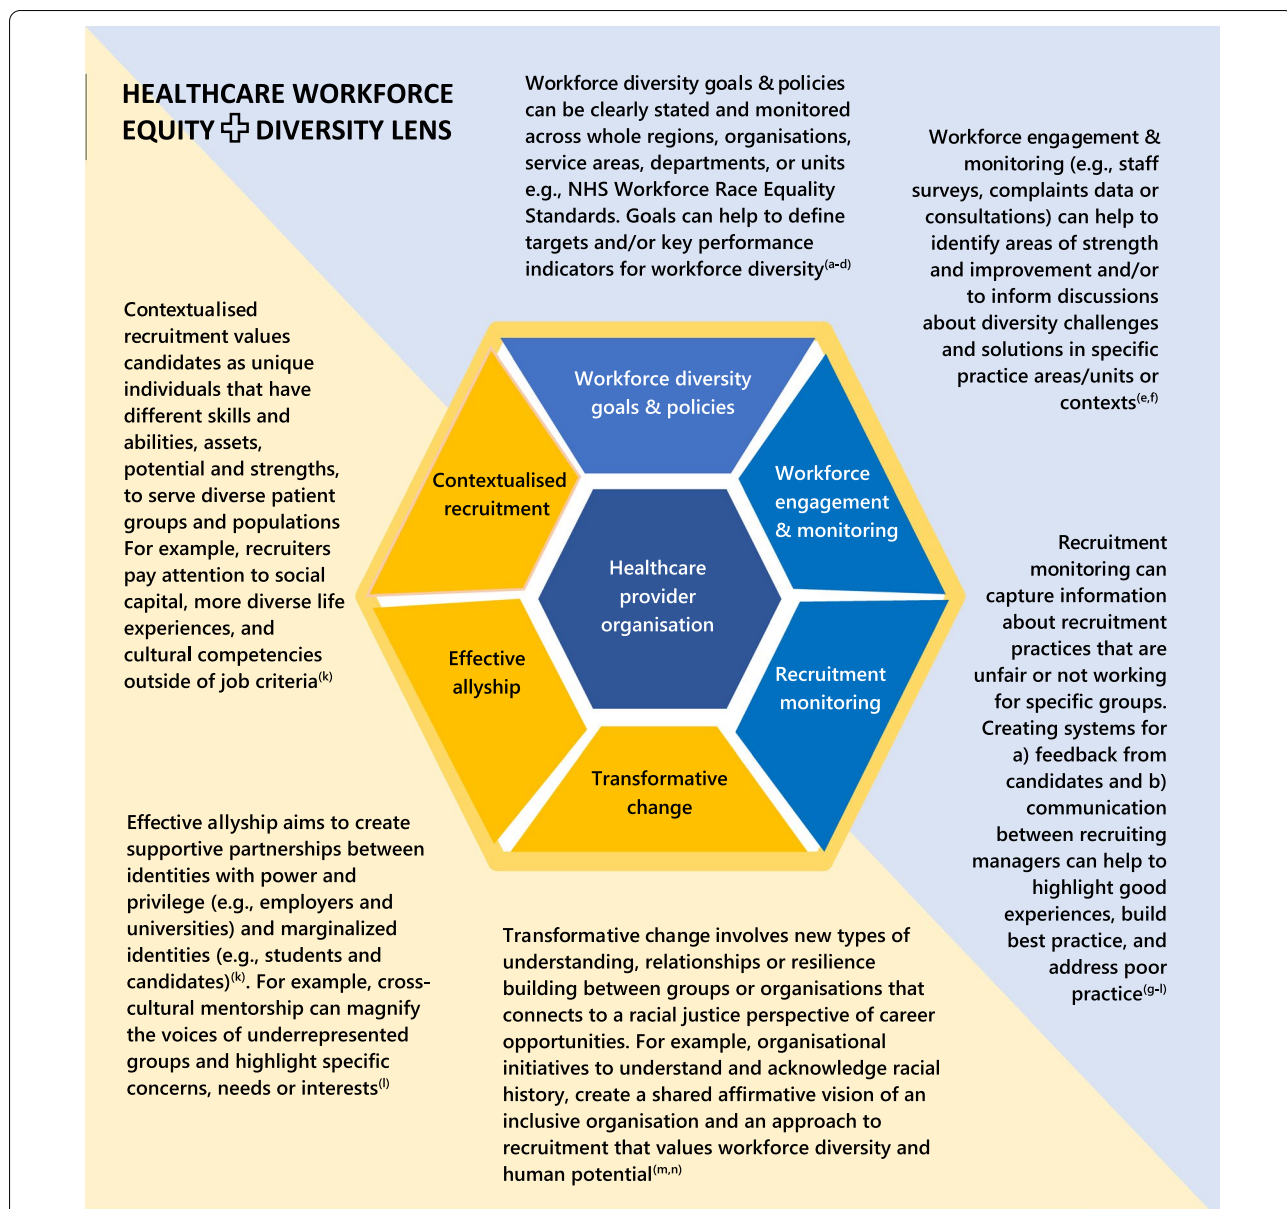 HEALTHCARE WORKFORCE
EQUITY DIVERSITY LENS
Workforce diversity goals & policies
can be clearly stated and monitored
across whole regions, organisations,
service areas, departments, or units
e.g., NHS Workforce Race Equality
Standards. Goals can help to define
targets and/or key performance
indicators for workforce diversity(a-d)
Workforce engagement &
monitoring (e.g., staff
surveys, complaints data or
consultations) can help to
identify areas of strength
and improvement and/or
to inform discussions
about diversity challenges
and solutions in specific
practice areas/units or
contexts(e,f)
Contextualised
recruitment values
candidates as unique
individuals that have
different skills and
abilities, assets,
potential and strengths,
to serve diverse patient
groups and populations
For example, recruiters
pay attention to social
capital, more diverse life
experiences, and
cultural competencies
outside of job criteria(k)
Workforce diversity
goals & policies
Contextualised
recruitment
Workforce
engagement
& monitoring
Healthcare
provider
organisation
Effective
allyship
Recruitment
monitoring
Transformative
change
Recruitment
monitoring can
capture information
about recruitment
practices that are
unfair or not working
for specific groups.
Creating systems for
a) feedback from
candidates and b)
communication
between recruiting
managers can help to
highlight good
experiences, build
best practice, and
address poor
practice(g-l)
Effective allyship aims to create
supportive partnerships between
identities with power and
privilege (e.g., employers and
universities) and marginalized
identities (e.g., students and
candidates)(k). For example, cross-
cultural mentorship can magnify
the voices of underrepresented
groups and highlight specific
concerns, needs or interests(l)
Transformative change involves new types of
understanding, relationships or resilience
building between groups or organisations that
connects to a racial justice perspective of career
opportunities. For example, organisational
initiatives to understand and acknowledge racial
history, create a shared affirmative vision of an
inclusive organisation and an approach to
recruitment that values workforce diversity and
human potential(m,n)